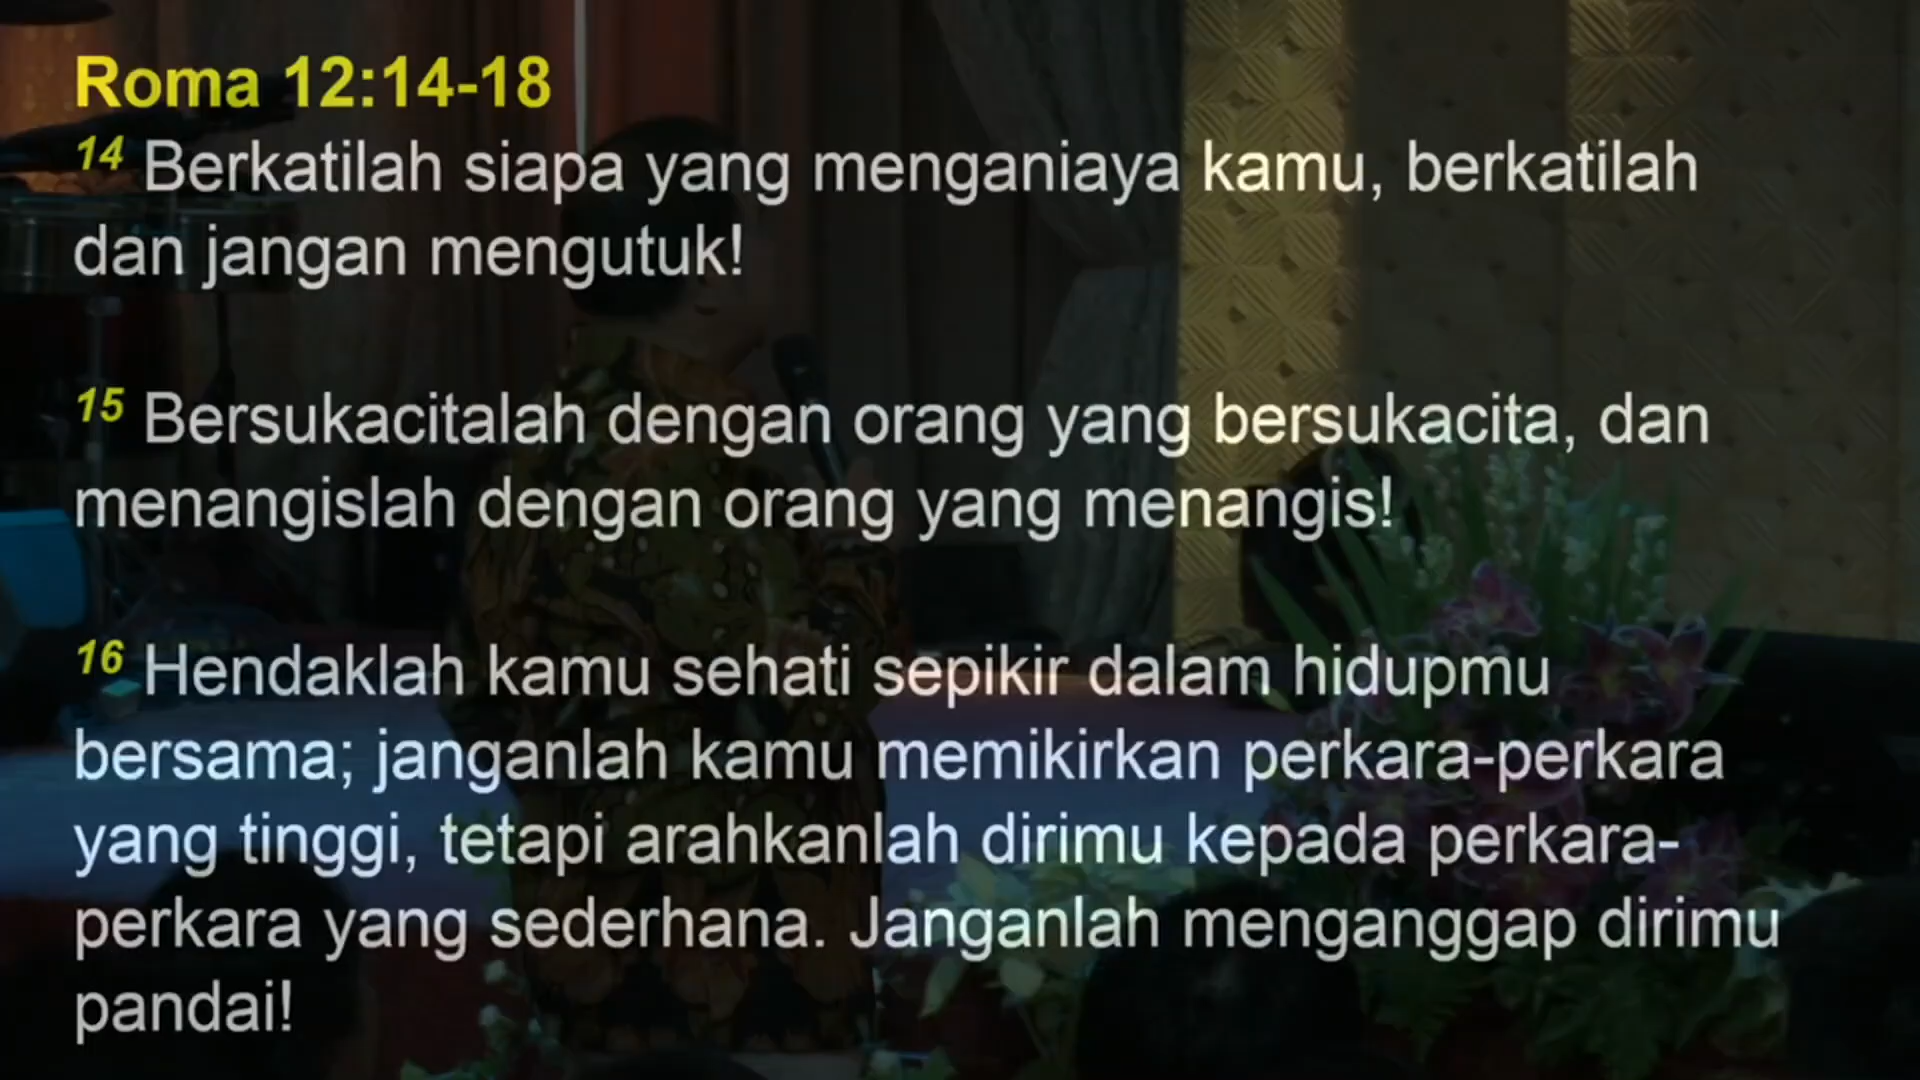 Roma 12:14-18
14 Berkatilah siapa yang menganiaya kamu, berkatilah
dan jangan mengutuk!
15 Bersukacitalah dengan orang yang bersukacita, dan
menangislah dengan orang yang menangis!
16 Hendaklah kamu sehati sepikir dalam hidupmu
bersama; janganlah kamu memikirkan perkara-perkara
yang tinggi, tetapi arahkanlah dirimu kepada perkara-
perkara yang sederhana. Janganlah menganggap dirimu
pandai!